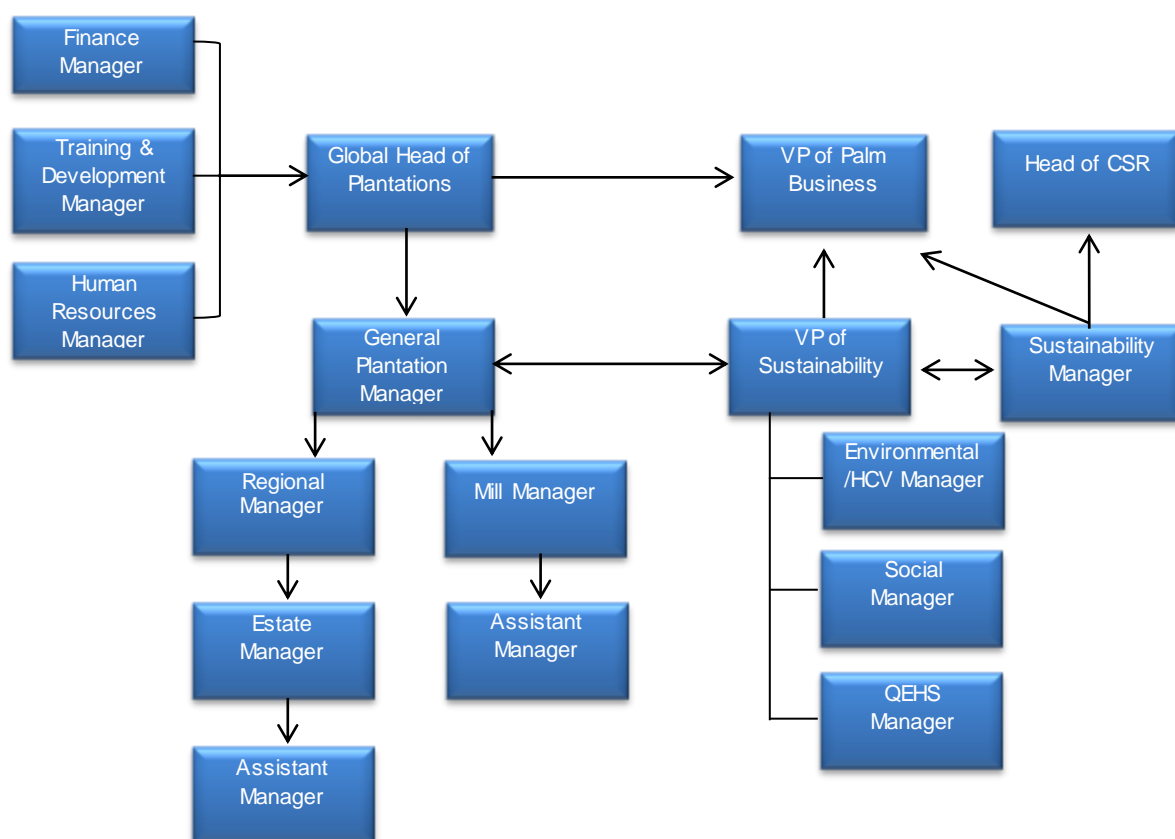 Finance
Manager
Training &
Development
Manager
Human
Resources
Manager
Global Head of
Plantations
VP of Palm
Business
Head of CSR
General
Plantation
Manager
VP of
Sustainability
Sustainability
Manager
Regional
Manager
Mill Manager
Environmental
/HCV Manager
Estate
Manager
Assistant
Manager
Social
Manager
Assistant
Manager
QEHS
Manager